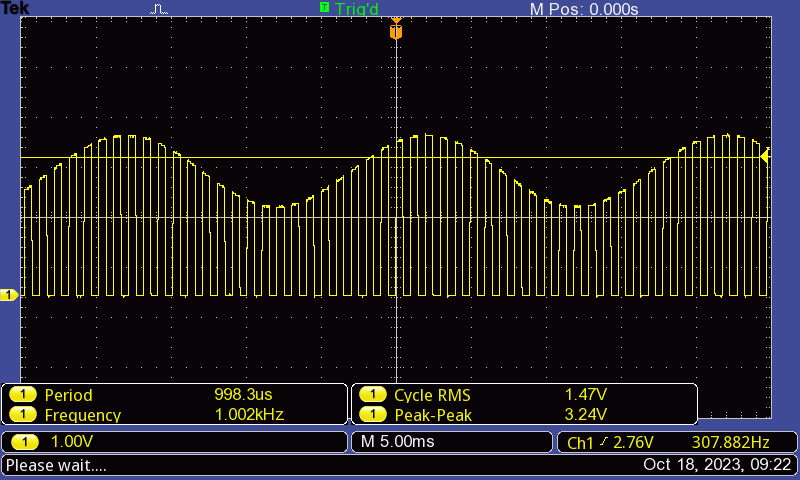 Tek T Trig'd M Pos: 0.000s
T
1
1 Period 998.3us 1 Cycle RMS 1.47V
1 Frequency 1.002kHz 1 Peak-Peak 3.24V
1 1.00V M 5.00ms Ch1 2.76V 307.882Hz
Please wait.... Oct 18, 2023, 09:22